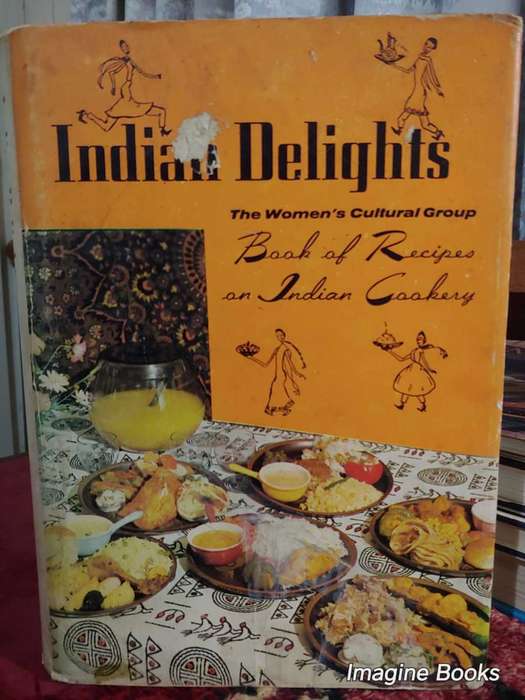 Indian Delights
The Women's Cultural Group
Book of Recipes
on Indian Cookery
Imagine Books